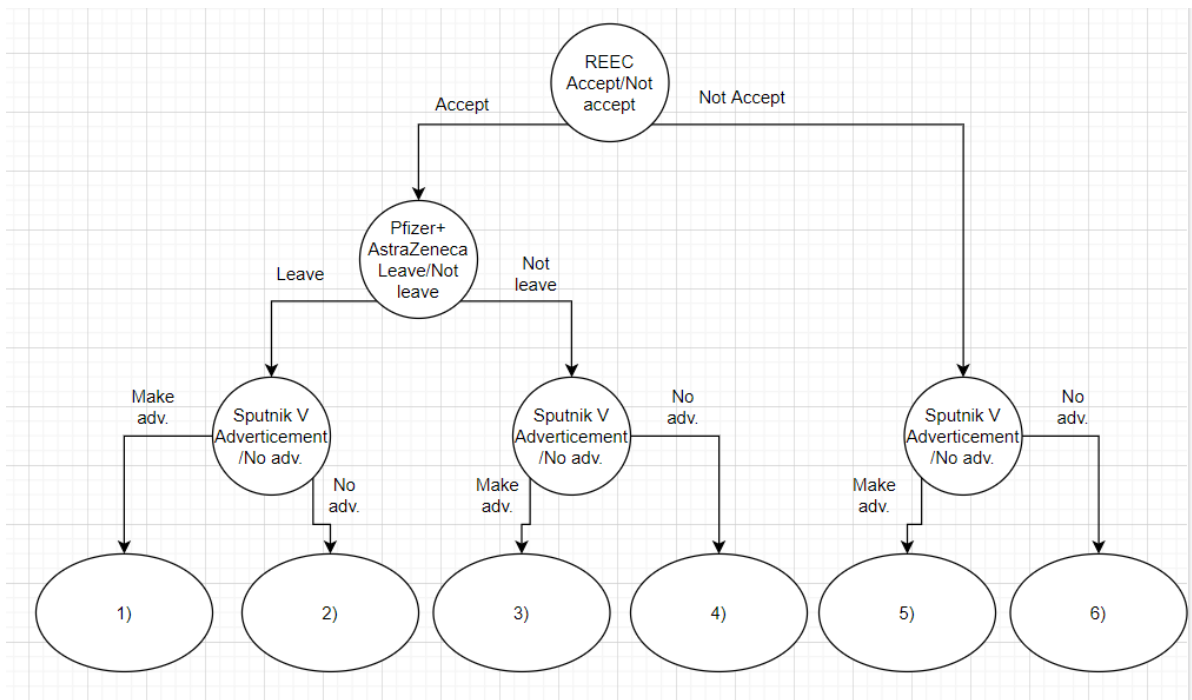 REEC
Accept/Not
accept
Accept
Not Accept
Pfizer+
AstraZeneca
Leave/Not
leave
Leave
Not
leave
Make
adv.
Sputnik V
Adverticement
/No adv.
No
adv.
Make
adv.
Sputnik V
Adverticement
/No adv.
No
adv.
Make
adv.
Sputnik V
Adverticement
/No adv.
No
adv.
1)
2)
3)
4)
5)
6)